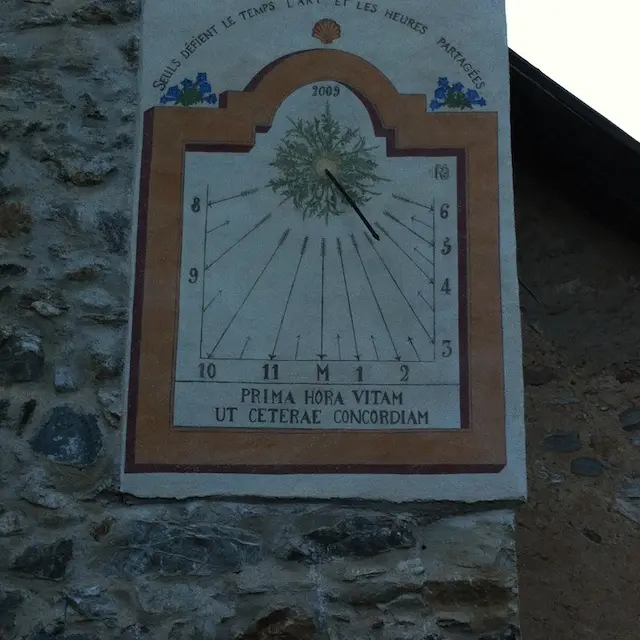 SEULS DÉFIENT LE TEMPS L'ART ET LES HEURES PARTAGÉES
2009
8 6
5
9 4
3
10 11 M 1 2
PRIMA HORA VITAM
UT CETERAE CONCORDIAM